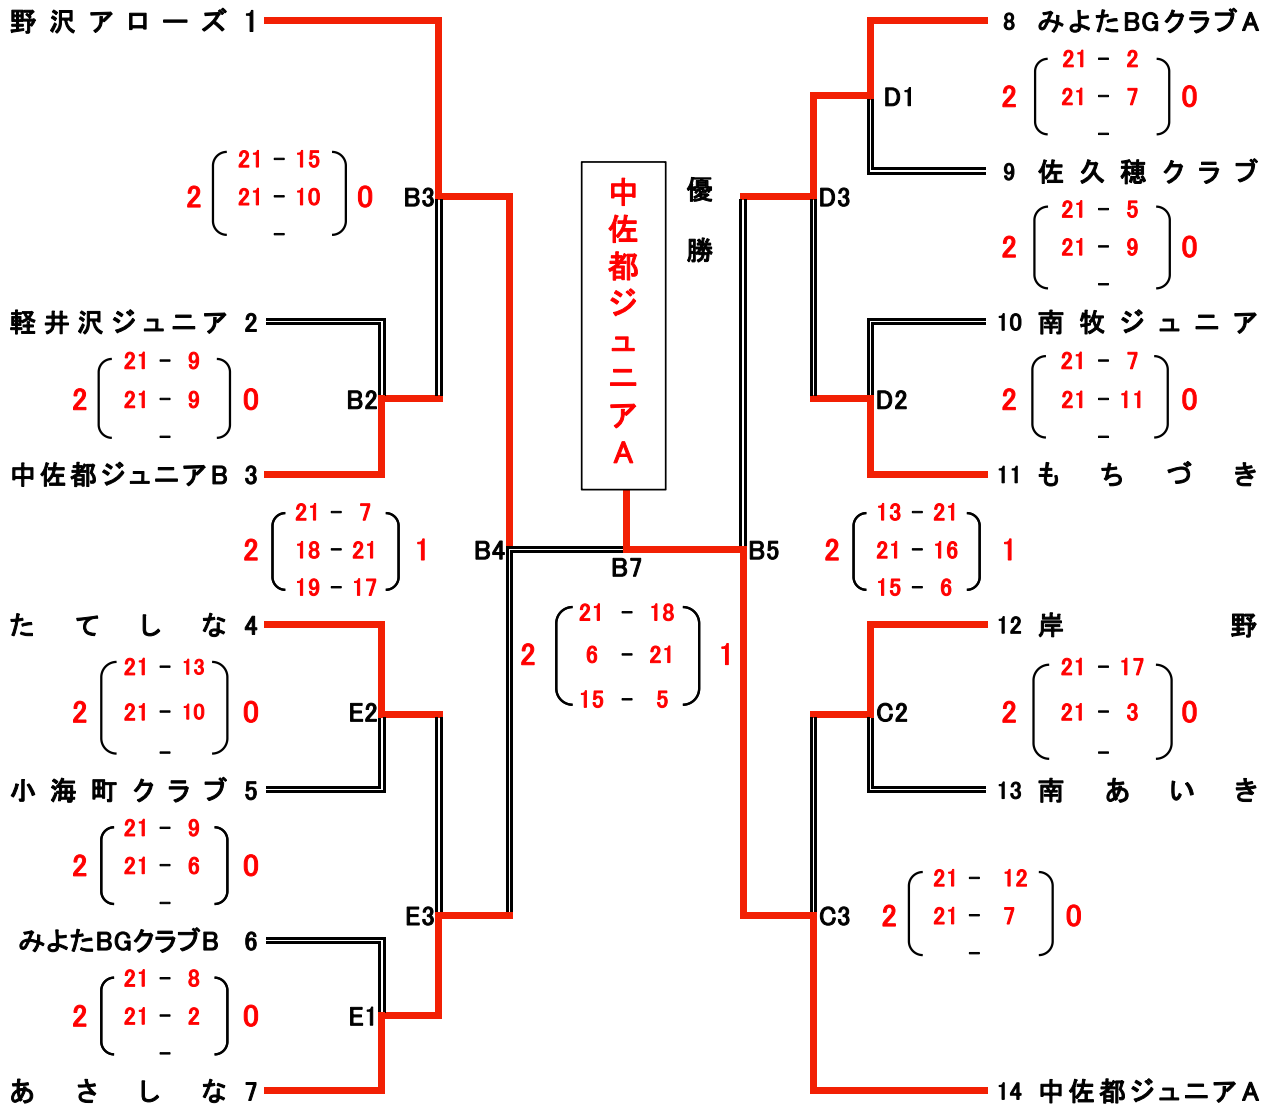 野沢アローズ 1
8 みよたBGクラブA
21 - 2
2 21 - 7 0
-
D1
9 佐久穂クラブ
21 - 15
2 21 - 10 0
-
B3
D3
21 - 5
2 21 - 9 0
-
優勝
中佐都ジュニアA
軽井沢ジュニア 2
10 南牧ジュニア
21 - 9
2 21 - 9 0
-
B2
D2
21 - 7
2 21 - 11 0
-
中佐都ジュニアB 3
11 もちづき
21 - 7
2 18 - 21 1
19 - 17
B4
B7
B5
13 - 21
2 21 - 16 1
15 - 6
たてしな 4
12 岸野
21 - 18
2 6 - 21 1
15 - 5
21 - 13
2 21 - 10 0
-
E2
C2
21 - 17
2 21 - 3 0
-
小海町クラブ 5
13 南あいき
21 - 9
2 21 - 6 0
-
E3
C3
21 - 12
2 21 - 7 0
-
みよたBGクラブB 6
21 - 8
2 21 - 2 0
-
E1
あさしな 7
14 中佐都ジュニアA